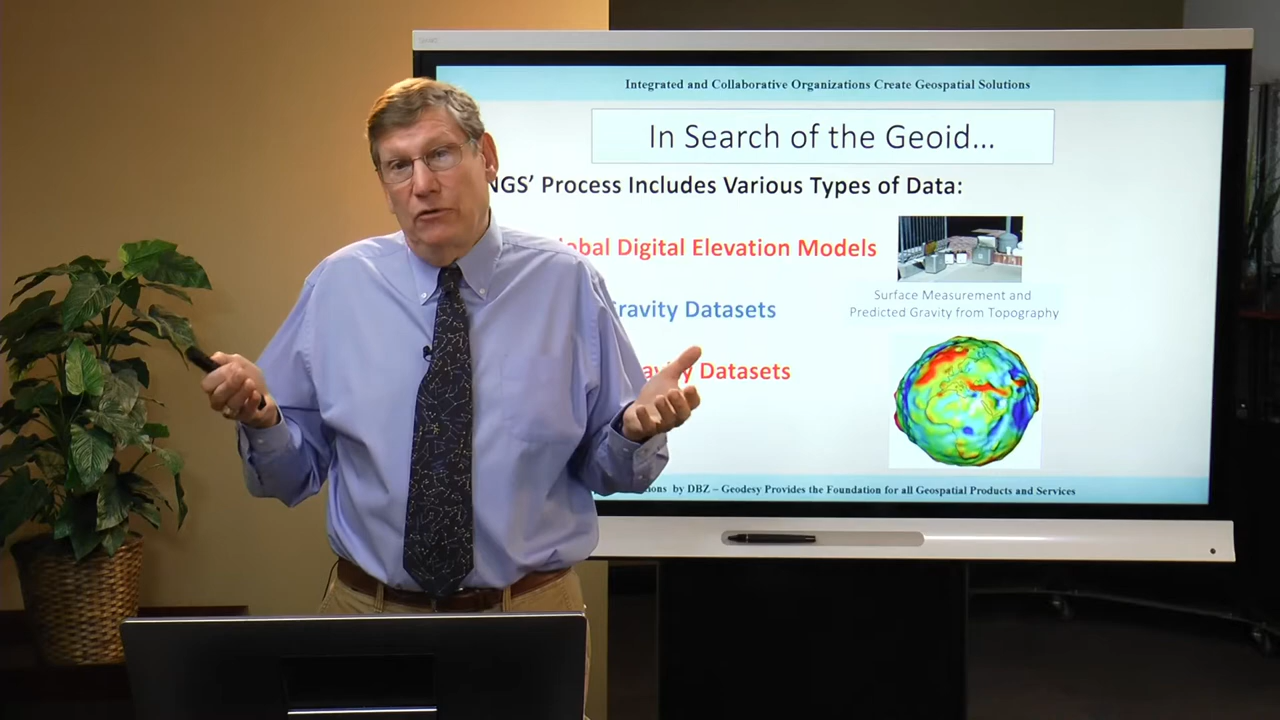 Integrated and Collaborative Organizations Create Geospatial Solutions
In Search of the Geoid...
NGS' Process Includes Various Types of Data:
Digital Elevation Models
Surface Measurement and
Predicted Gravity from Topography
Gravity Datasets
Datasets
by DBZ – Geodesy Provides the Foundation for all Geospatial Products and Services